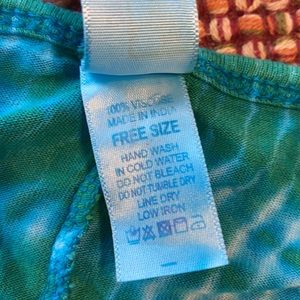 100% VISCOSE
MADE IN INDIA
FREE SIZE
HAND WASH
IN COLD WATER
DO NOT BLEACH
DO NOT TUMBLE DRY
LINE DRY
LOW IRON